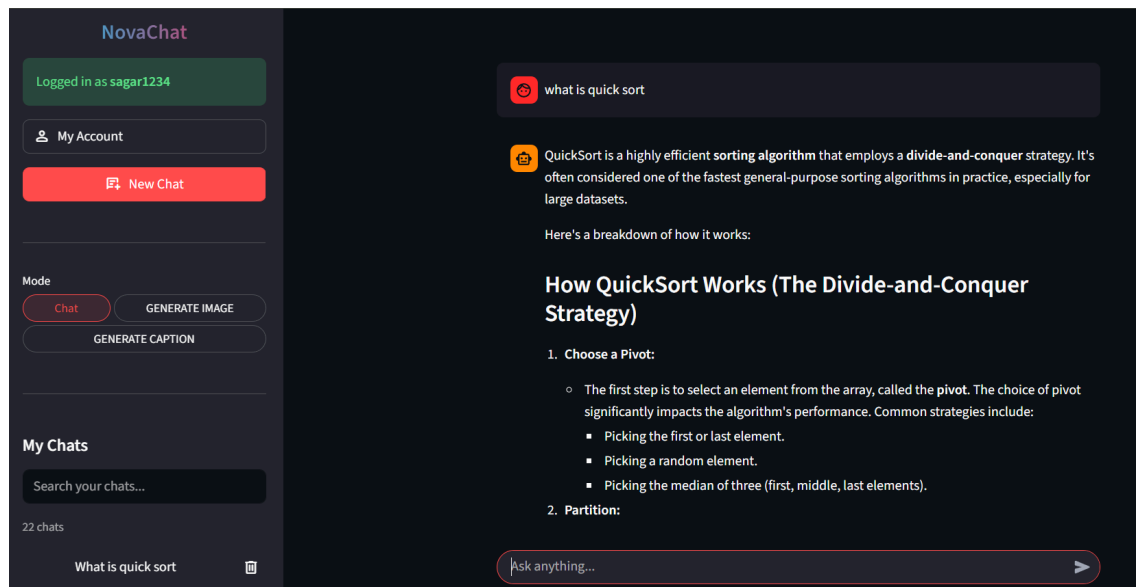 NovaChat
Logged in as sagar1234
My Account
New Chat
Mode
Chat
GENERATE IMAGE
GENERATE CAPTION
My Chats
Search your chats...
22 chats
What is quick sort
what is quick sort
QuickSort is a highly efficient sorting algorithm that employs a divide-and-conquer strategy. It's
often considered one of the fastest general-purpose sorting algorithms in practice, especially for
large datasets.
Here's a breakdown of how it works:
How QuickSort Works (The Divide-and-Conquer
Strategy)
1. Choose a Pivot:
The first step is to select an element from the array, called the pivot. The choice of pivot
significantly impacts the algorithm's performance. Common strategies include:
Picking the first or last element.
Picking a random element.
Picking the median of three (first, middle, last elements).
2. Partition:
Ask anything...